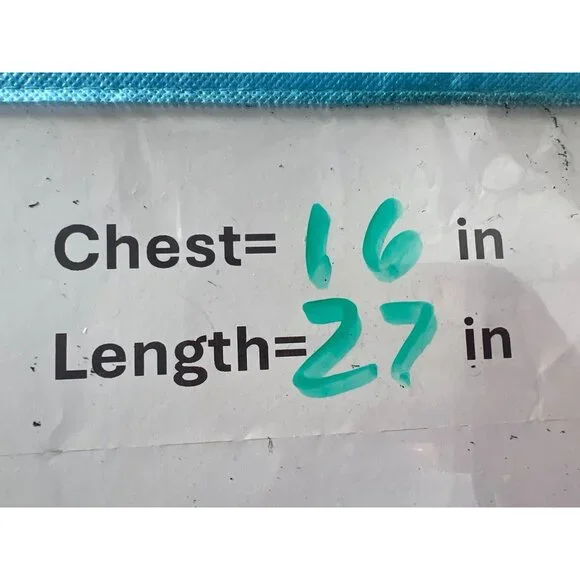 Chest= 16 in
Length= 27 in